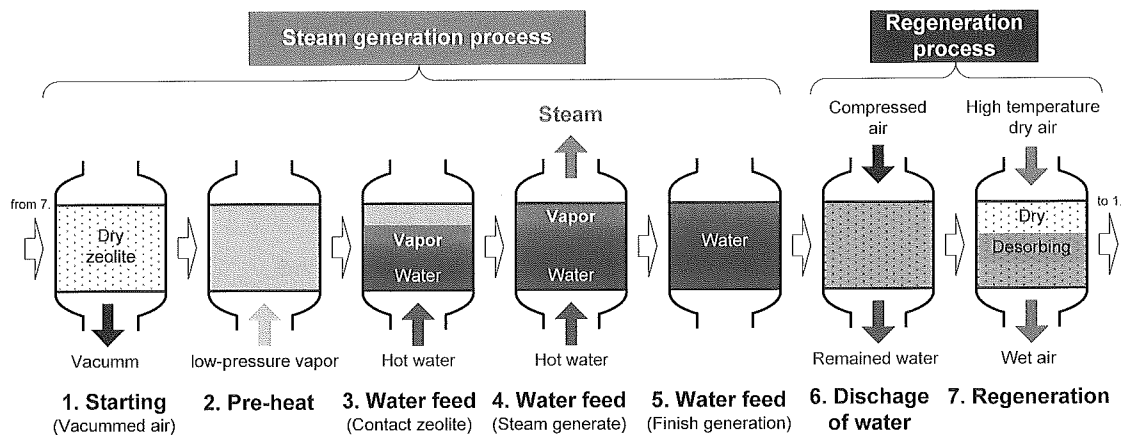 Steam generation process
Regeneration
process
Steam
Compressed
air
High temperature
dry air
from 7.
Dry
zeolite
Vapor
Water
Vapor
Water
Water
Dry
Desorbing
to 1.
Vacumm
low-pressure vapor
Hot water
Hot water
Remained water
Wet air
1. Starting
(Vacummed air)
2. Pre-heat
3. Water feed
(Contact zeolite)
4. Water feed
(Steam generate)
5. Water feed
(Finish generation)
6. Dischage
of water
7. Regeneration